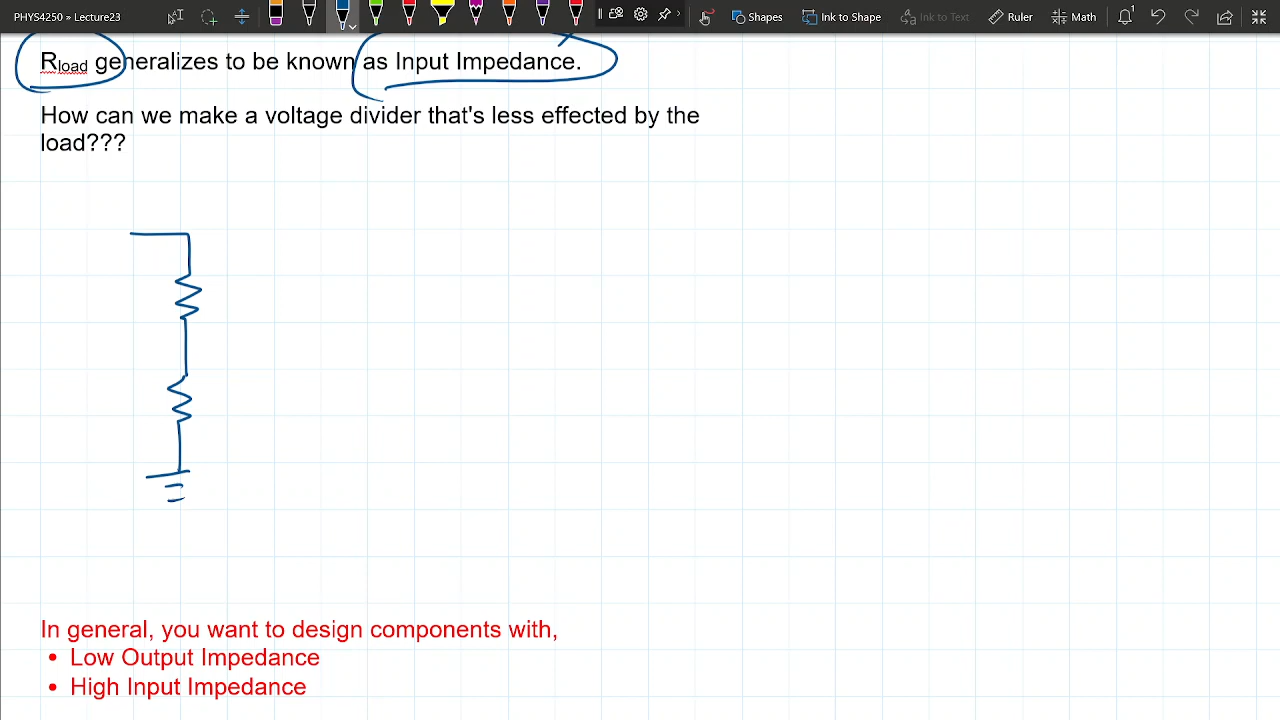 PHYS4250 » Lecture23
Shapes
Ink to Shape
Ink to Text
Ruler
Math
1
Rload generalizes to be known as Input Impedance.
How can we make a voltage divider that's less effected by the
load???
In general, you want to design components with,
• Low Output Impedance
• High Input Impedance